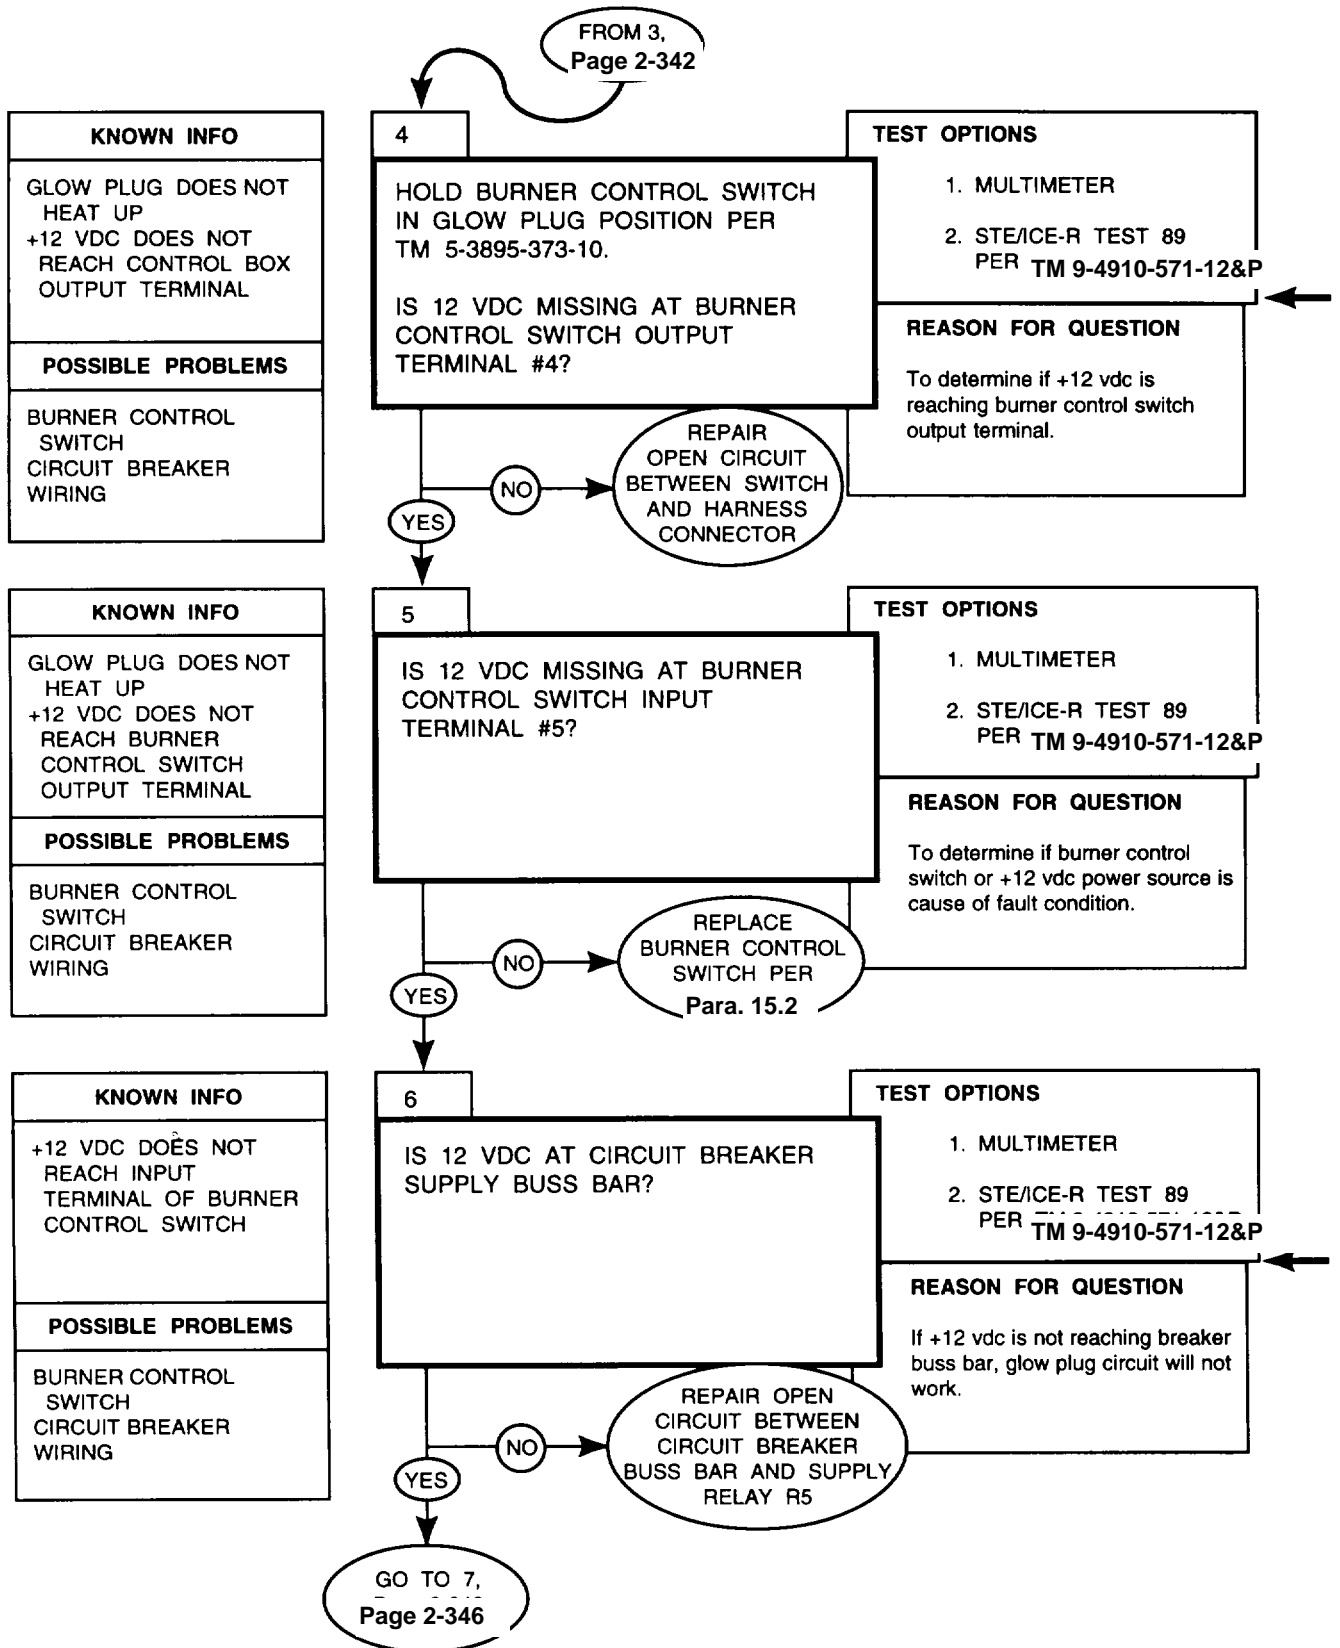 FROM 3,
Page 2-342
KNOWN INFO
GLOW PLUG DOES NOT
HEAT UP
+12 VDC DOES NOT
REACH CONTROL BOX
OUTPUT TERMINAL
POSSIBLE PROBLEMS
BURNER CONTROL
SWITCH
CIRCUIT BREAKER
WIRING
4
HOLD BURNER CONTROL SWITCH
IN GLOW PLUG POSITION PER
TM 5-3895-373-10.
IS 12 VDC MISSING AT BURNER
CONTROL SWITCH OUTPUT
TERMINAL #4?
TEST OPTIONS
1. MULTIMETER
2. STE/ICE-R TEST 89
PER TM 9-4910-571-12&P
REASON FOR QUESTION
To determine if +12 vdc is
reaching burner control switch
output terminal.
NO
REPAIR
OPEN CIRCUIT
BETWEEN SWITCH
AND HARNESS
CONNECTOR
YES
KNOWN INFO
GLOW PLUG DOES NOT
HEAT UP
+12 VDC DOES NOT
REACH BURNER
CONTROL SWITCH
OUTPUT TERMINAL
POSSIBLE PROBLEMS
BURNER CONTROL
SWITCH
CIRCUIT BREAKER
WIRING
5
IS 12 VDC MISSING AT BURNER
CONTROL SWITCH INPUT
TERMINAL #5?
TEST OPTIONS
1. MULTIMETER
2. STE/ICE-R TEST 89
PER TM 9-4910-571-12&P
REASON FOR QUESTION
To determine if burner control
switch or +12 vdc power source is
cause of fault condition.
NO
REPLACE
BURNER CONTROL
SWITCH PER
Para. 15.2
YES
KNOWN INFO
+12 VDC DOES NOT
REACH INPUT
TERMINAL OF BURNER
CONTROL SWITCH
POSSIBLE PROBLEMS
BURNER CONTROL
SWITCH
CIRCUIT BREAKER
WIRING
6
IS 12 VDC AT CIRCUIT BREAKER
SUPPLY BUSS BAR?
TEST OPTIONS
1. MULTIMETER
2. STE/ICE-R TEST 89
PER TM 9-4910-571-12&P
REASON FOR QUESTION
If +12 vdc is not reaching breaker
buss bar, glow plug circuit will not
work.
NO
REPAIR OPEN
CIRCUIT BETWEEN
CIRCUIT BREAKER
BUSS BAR AND SUPPLY
RELAY R5
YES
GO TO 7,
Page 2-346